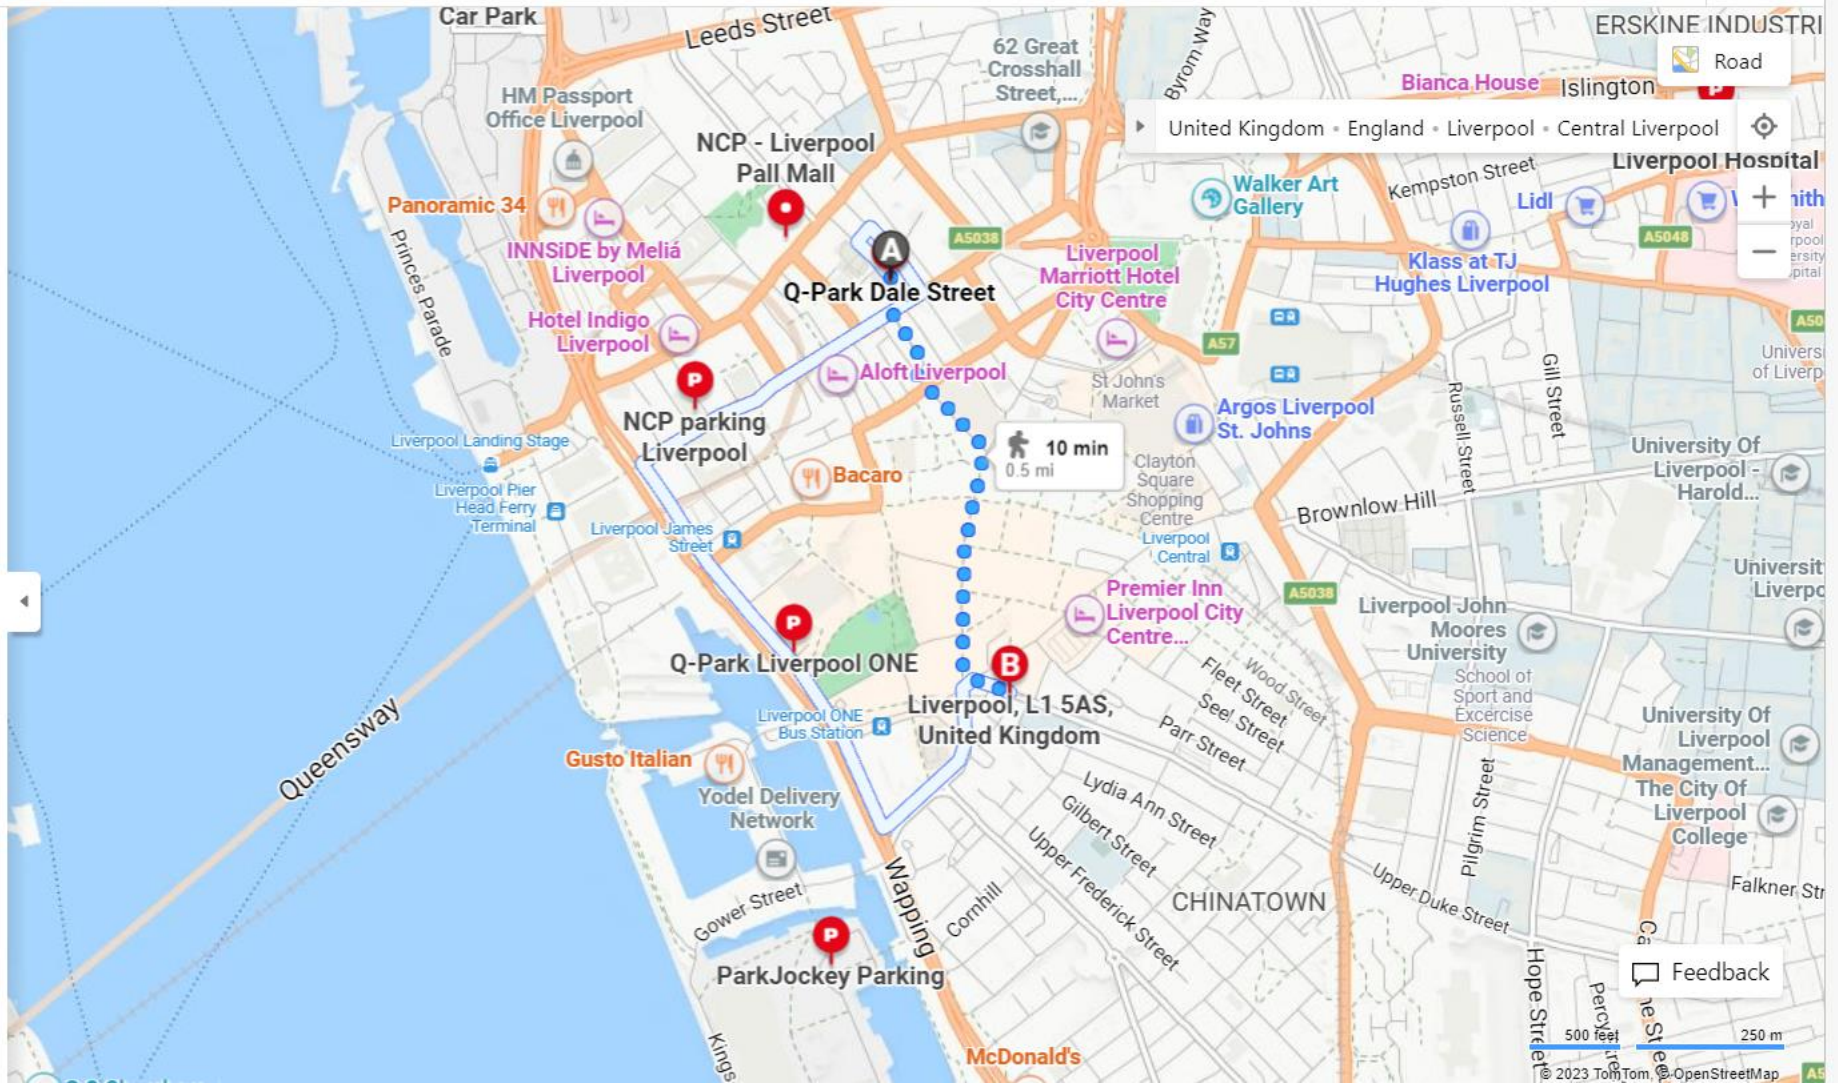 Car Park
Leeds Street
ERSKINE INDUSTRI
62 Great
Crosshall
Street,...
Byrom Way
Road
Bianca House
Islington
HM Passport
Office Liverpool
United Kingdom • England • Liverpool • Central Liverpool
NCP - Liverpool
Pall Mall
Liverpool Hospital
Kempston Street
Walker Art
Gallery
Lidl
Panoramic 34
Princes Parade
INNSiDE by Meliá
Liverpool
A
A5038
A5048
Liverpool
Marriott Hotel
City Centre
Klass at TJ
Hughes Liverpool
Q-Park Dale Street
Hotel Indigo
Liverpool
A57
A50
Aloft Liverpool
St John's
Market
P
NCP parking
Liverpool
Argos Liverpool
St. Johns
Russell Street
Gill Street
Liverpool Landing Stage
10 min
0.5 mi
University Of
Liverpool -
Harold...
Bacaro
Clayton
Square
Shopping
Centre
Liverpool Pier
Head Ferry
Terminal
Brownlow Hill
Liverpool James
Street
Liverpool
Central
Premier Inn
Liverpool City
Centre...
A5038
Liverpool John
Moores
University
P
Q-Park Liverpool ONE
B
Liverpool, L1 5AS,
United Kingdom
Wood Street
Fleet Street
Seel Street
Parr Street
School of
Sport and
Excercise
Science
Liverpool ONE
Bus Station
University Of
Liverpool
Management...
Queensway
Gusto Italian
Yodel Delivery
Network
Lydia Ann Street
Gilbert Street
Upper Frederick Street
Pilgrim Street
The City Of
Liverpool
College
Wapping
Cornhill
Gower Street
CHINATOWN
Upper Duke Street
Falkner Str
P
ParkJockey Parking
Hope Street
Feedback
Kings
McDonald's
500 feet
250 m
© 2023 TomTom, © OpenStreetMap
A5